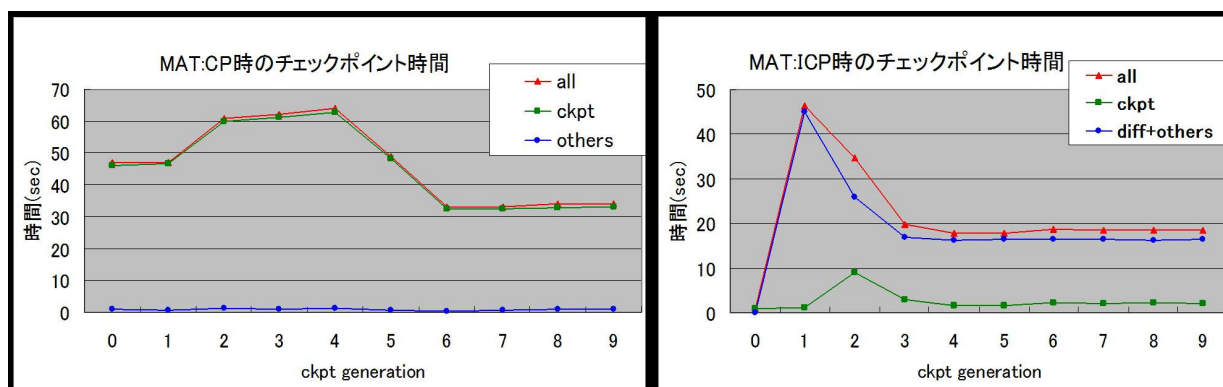 MAT:CP時のチェックポイント時間
all
ckpt
others
時間(sec)
70
60
50
40
30
20
10
0
0 1 2 3 4 5 6 7 8 9
ckpt generation
MAT:ICP時のチェックポイント時間
all
ckpt
diff+others
時間(sec)
50
40
30
20
10
0
0 1 2 3 4 5 6 7 8 9
ckpt generation